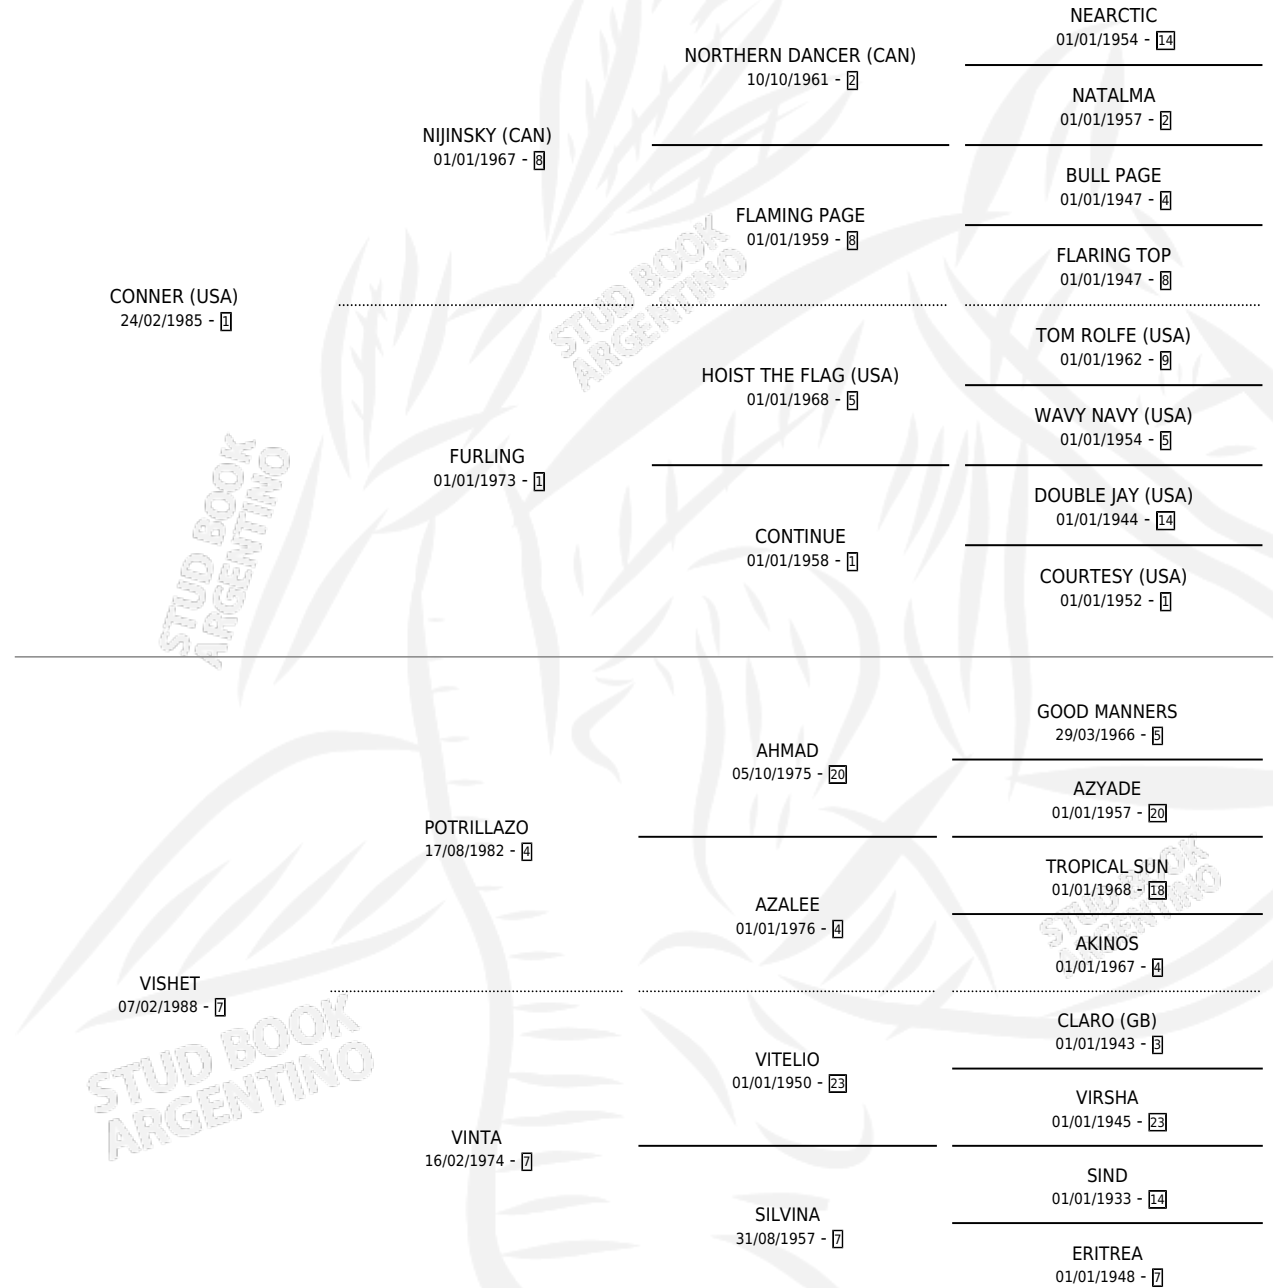 NEARCTIC
01/01/1954 - 14
NORTHERN DANCER (CAN)
10/10/1961 - 2
NATALMA
01/01/1957 - 2
NIJINSKY (CAN)
01/01/1967 - 8
BULL PAGE
01/01/1947 - 4
FLAMING PAGE
01/01/1959 - 8
FLARING TOP
01/01/1947 - 8
CONNER (USA)
24/02/1985 - 1
TOM ROLFE (USA)
01/01/1962 - 9
HOIST THE FLAG (USA)
01/01/1968 - 5
WAVY NAVY (USA)
01/01/1954 - 5
FURLING
01/01/1973 - 1
DOUBLE JAY (USA)
01/01/1944 - 14
CONTINUE
01/01/1958 - 1
COURTESY (USA)
01/01/1952 - 1
GOOD MANNERS
29/03/1966 - 5
AHMAD
05/10/1975 - 20
AZYADE
01/01/1957 - 20
POTRILLAZO
17/08/1982 - 4
TROPICAL SUN
01/01/1968 - 18
AZALEE
01/01/1976 - 4
AKINOS
01/01/1967 - 4
VISHET
07/02/1988 - 7
CLARO (GB)
01/01/1943 - 3
VITELIO
01/01/1950 - 23
VIRSHA
01/01/1945 - 23
VINTA
16/02/1974 - 7
SIND
01/01/1933 - 14
SILVINA
31/08/1957 - 7
ERITREA
01/01/1948 - 7
STUD BOOK
ARGENTINO
STUD BOOK
ARGENTINO
STUD BOOK
ARGENTINO
STUD BOOK
ARGENTINO